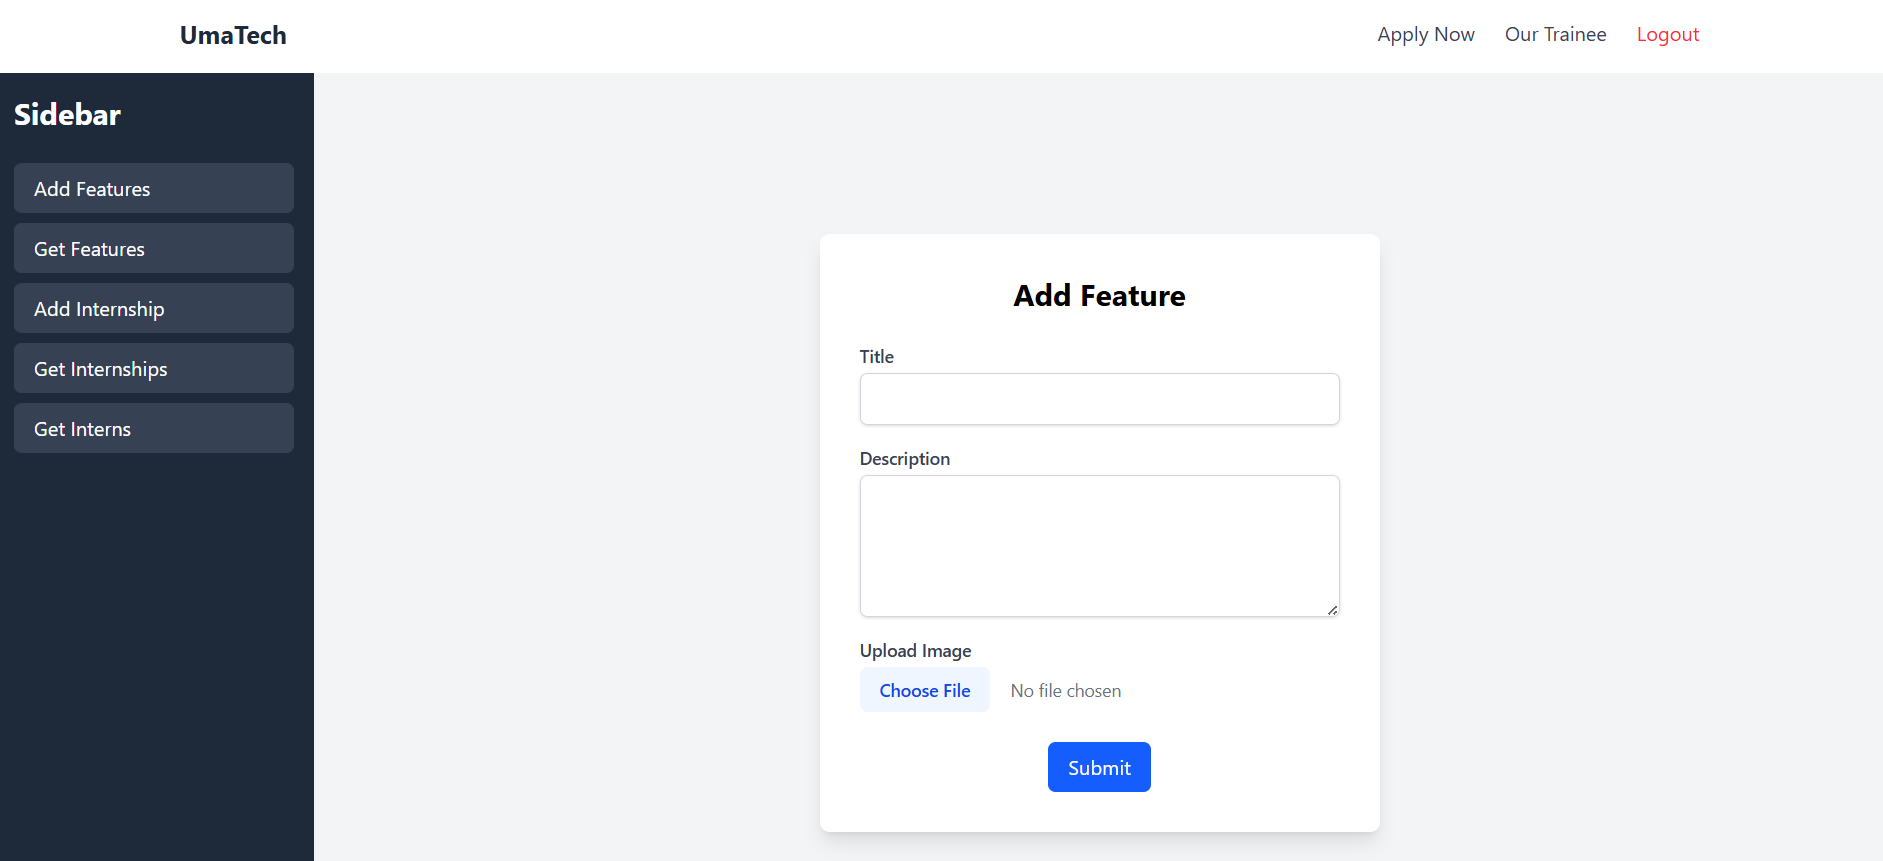 UmaTech
Apply Now
Our Trainee
Logout
Sidebar
Add Features
Get Features
Add Internship
Get Internships
Get Interns
Add Feature
Title
Description
Upload Image
Choose File
No file chosen
Submit